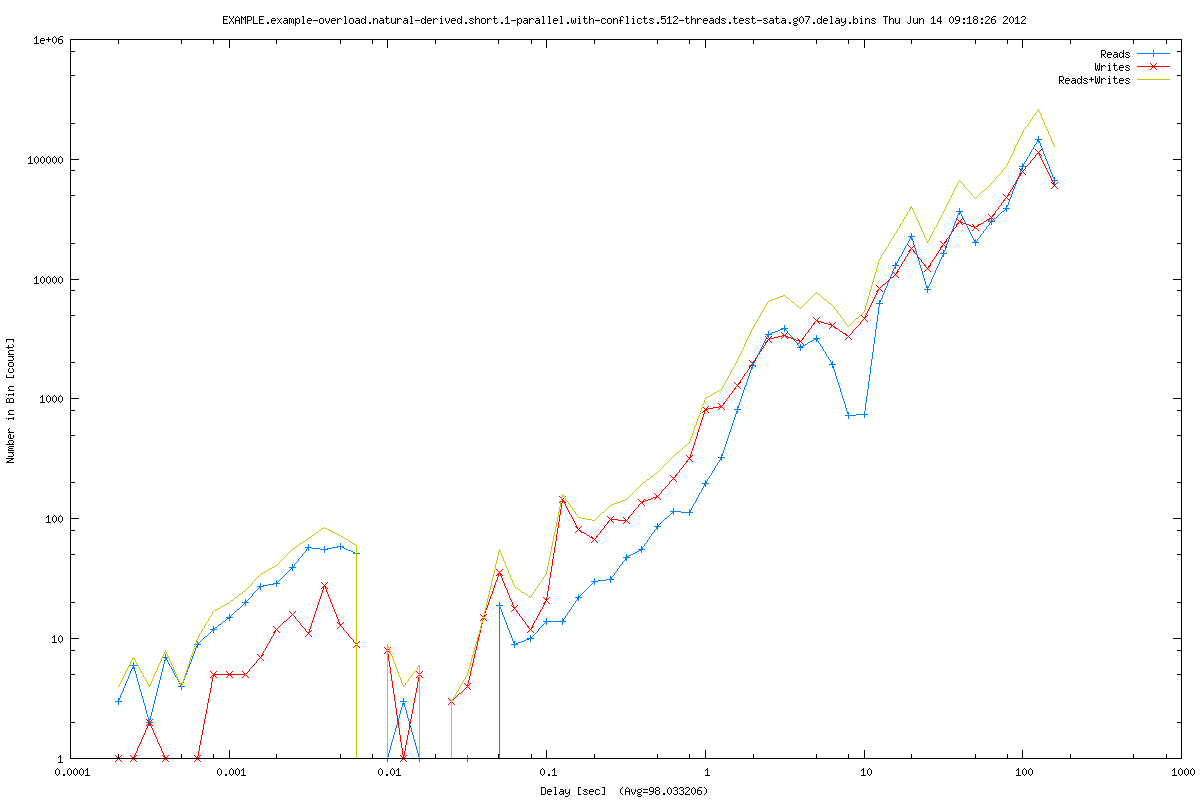 EXAMPLE.example-overload.natural-derived.short.1-parallel.with-conflicts.512-threads.test-sata.g07.delay.bins Thu Jun 14 09:18:26 2012
Reads
Writes
Reads+Writes
1e+06
100000
10000
1000
100
10
1
Number in Bin [count]
0.0001
0.001
0.01
0.1
1
10
100
1000
Delay [sec] (Avg=98.033206)